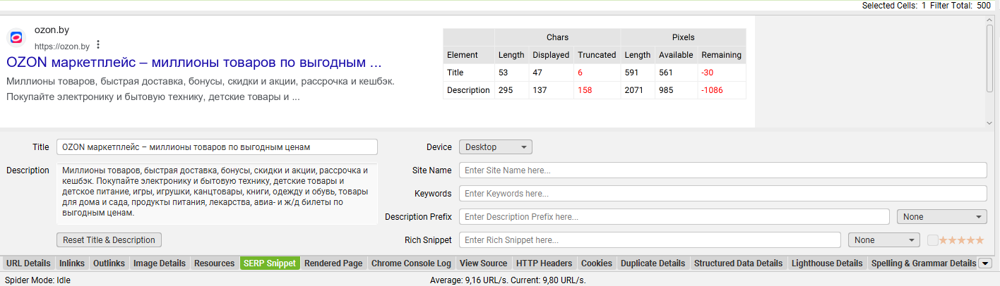 Selected Cells: 1 Filter Total: 500
ozon.by
https://ozon.by
OZON маркетплейс – миллионы товаров по выгодным ...
Миллионы товаров, быстрая доставка, бонусы, скидки и акции, рассрочка и кешбэк.
Покупайте электронику и бытовую технику, детские товары и ...
Chars Pixels
Element Length Displayed Truncated Length Available Remaining
Title 53 47 6 591 561 -30
Description 295 137 158 2071 985 -1086
Title OZON маркетплейс – миллионы товаров по выгодным ценам
Description Миллионы товаров, быстрая доставка, бонусы, скидки и акции, рассрочка и
кешбэк. Покупайте электронику и бытовую технику, детские товары и
детское питание, игры, игрушки, канцтовары, книги, одежду и обувь, товары
для дома и сада, продукты питания, лекарства, авиа- и ж/д билеты по
выгодным ценам.
Reset Title & Description
Device Desktop
Site Name Enter Site Name here...
Keywords Enter Keywords here...
Description Prefix Enter Description Prefix here... None
Rich Snippet Enter Rich Snippet here... None
URL Details Inlinks Outlinks Image Details Resources SERP Snippet Rendered Page Chrome Console Log View Source HTTP Headers Cookies Duplicate Details Structured Data Details Lighthouse Details Spelling & Grammar Details
Spider Mode: Idle Average: 9,16 URL/s. Current: 9,80 URL/s.